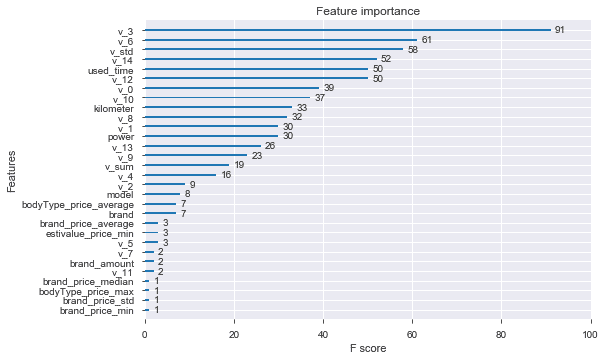 Feature importance
v_3 91
v_6 61
v_std 58
v_14 52
used_time 50
v_12 50
v_0 39
v_10 37
kilometer 33
v_8 32
v_1 30
power 30
v_13 26
v_9 23
v_sum 19
v_4 16
v_2 9
model 8
bodyType_price_average 7
brand 7
brand_price_average 3
estivalue_price_min 3
v_5 3
v_7 2
brand_amount 2
v_11 2
brand_price_median 1
bodyType_price_max 1
brand_price_std 1
brand_price_min 1
Features
0 20 40 60 80 100
F score